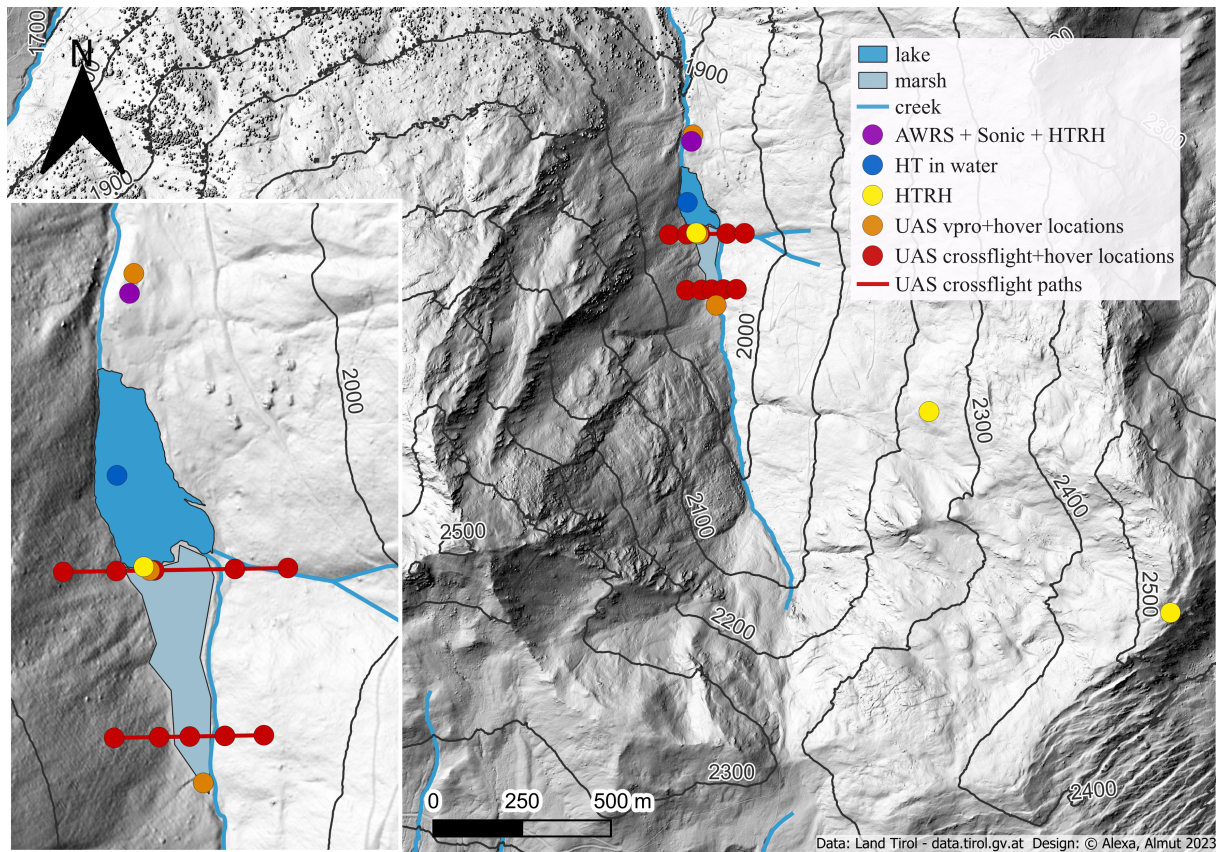 1700
N
1900
1900
2400
2300
lake
marsh
creek
AWRS + Sonic + HTRH
HT in water
HTRH
UAS vpro+hover locations
UAS crossflight+hover locations
UAS crossflight paths
2000
2000
2300
2100
2400
2500
2500
2200
2300
2400
0 250 500 m
Data: Land Tirol - data.tirol.gv.at Design: © Alexa, Almut 2023